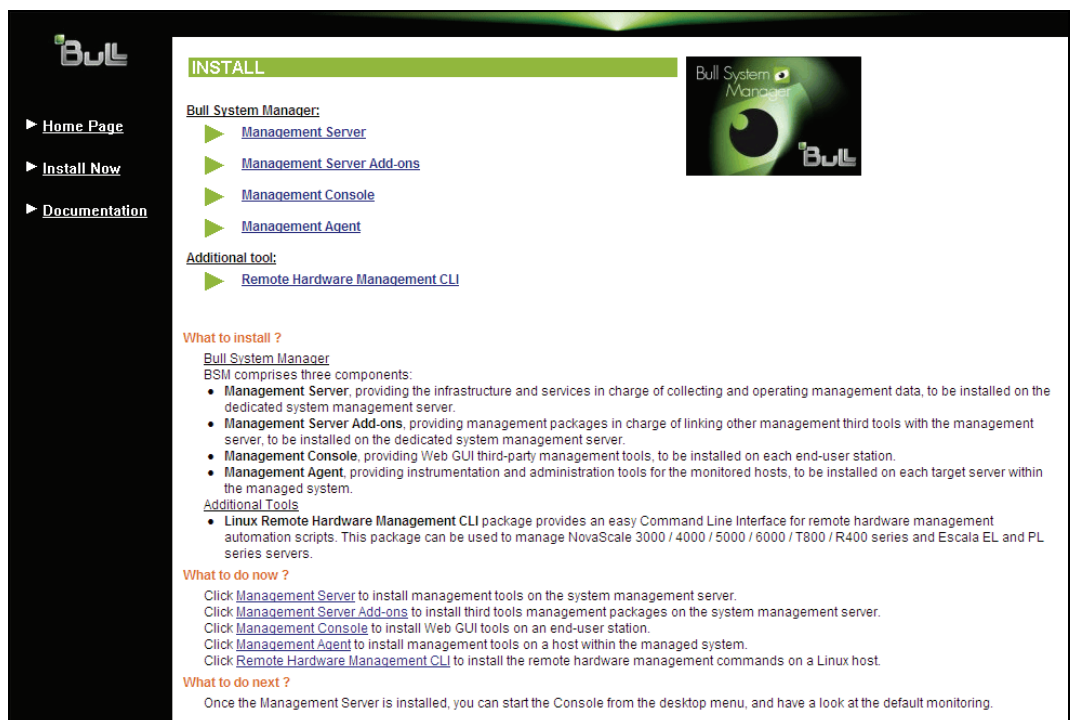 Bull
Home Page
Install Now
Documentation
INSTALL
Bull System Manager
Bull
Bull System Manager:
Management Server
Management Server Add-ons
Management Console
Management Agent
Additional tool:
Remote Hardware Management CLI
What to install ?
Bull System Manager
BSM comprises three components:
• Management Server, providing the infrastructure and services in charge of collecting and operating management data, to be installed on the
dedicated system management server.
• Management Server Add-ons, providing management packages in charge of linking other management third tools with the management
server, to be installed on the dedicated system management server.
• Management Console, providing Web GUI third-party management tools, to be installed on each end-user station.
• Management Agent, providing instrumentation and administration tools for the monitored hosts, to be installed on each target server within
the managed system.
Additional Tools
• Linux Remote Hardware Management CLI package provides an easy Command Line Interface for remote hardware management
automation scripts. This package can be used to manage NovaScale 3000 / 4000 / 5000 / 6000 / T800 / R400 series and Escala EL and PL
series servers.
What to do now ?
Click Management Server to install management tools on the system management server.
Click Management Server Add-ons to install third tools management packages on the system management server.
Click Management Console to install Web GUI tools on an end-user station.
Click Management Agent to install management tools on a host within the managed system.
Click Remote Hardware Management CLI to install the remote hardware management commands on a Linux host.
What to do next ?
Once the Management Server is installed, you can start the Console from the desktop menu, and have a look at the default monitoring.